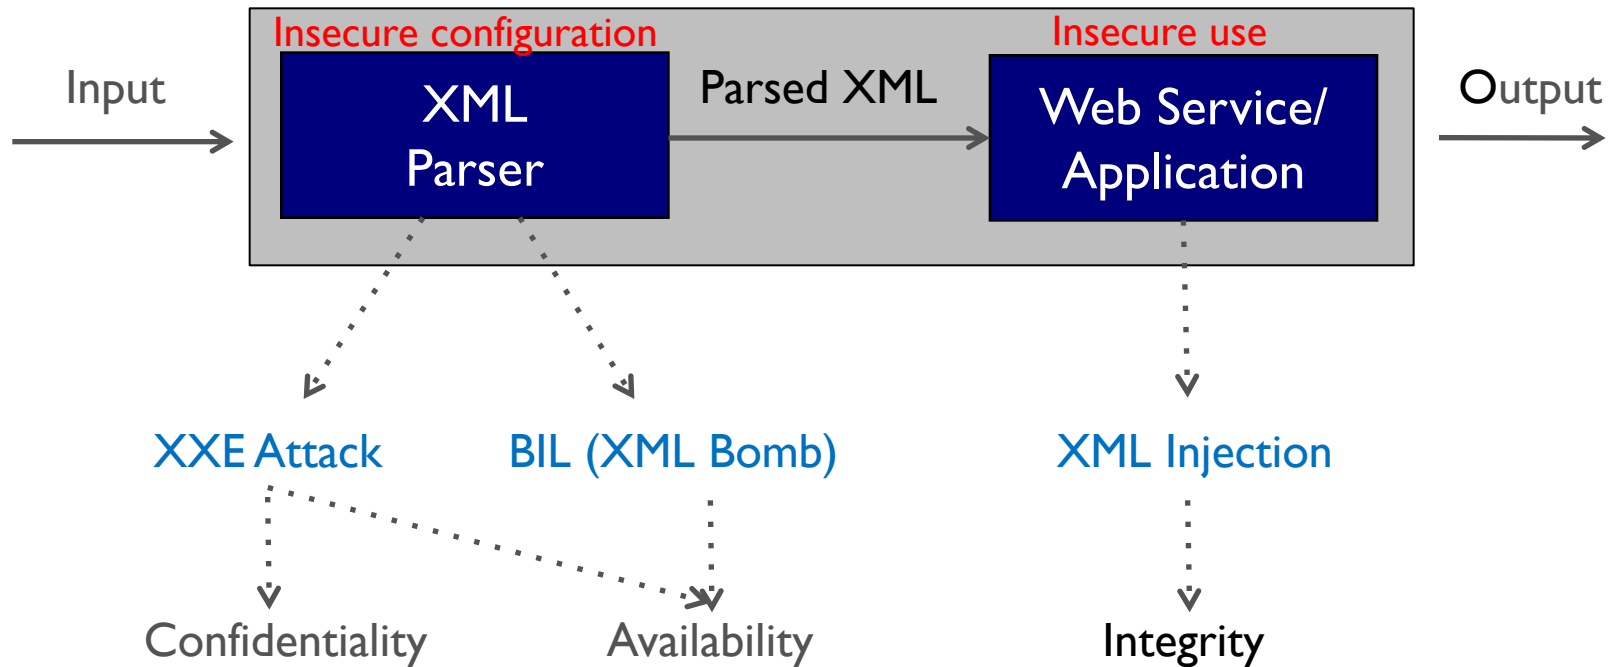 Insecure configuration
Insecure use
Input
XML
Parser
Parsed XML
Web Service/
Application
Output
XXE Attack
BIL (XML Bomb)
XML Injection
Confidentiality
Availability
Integrity